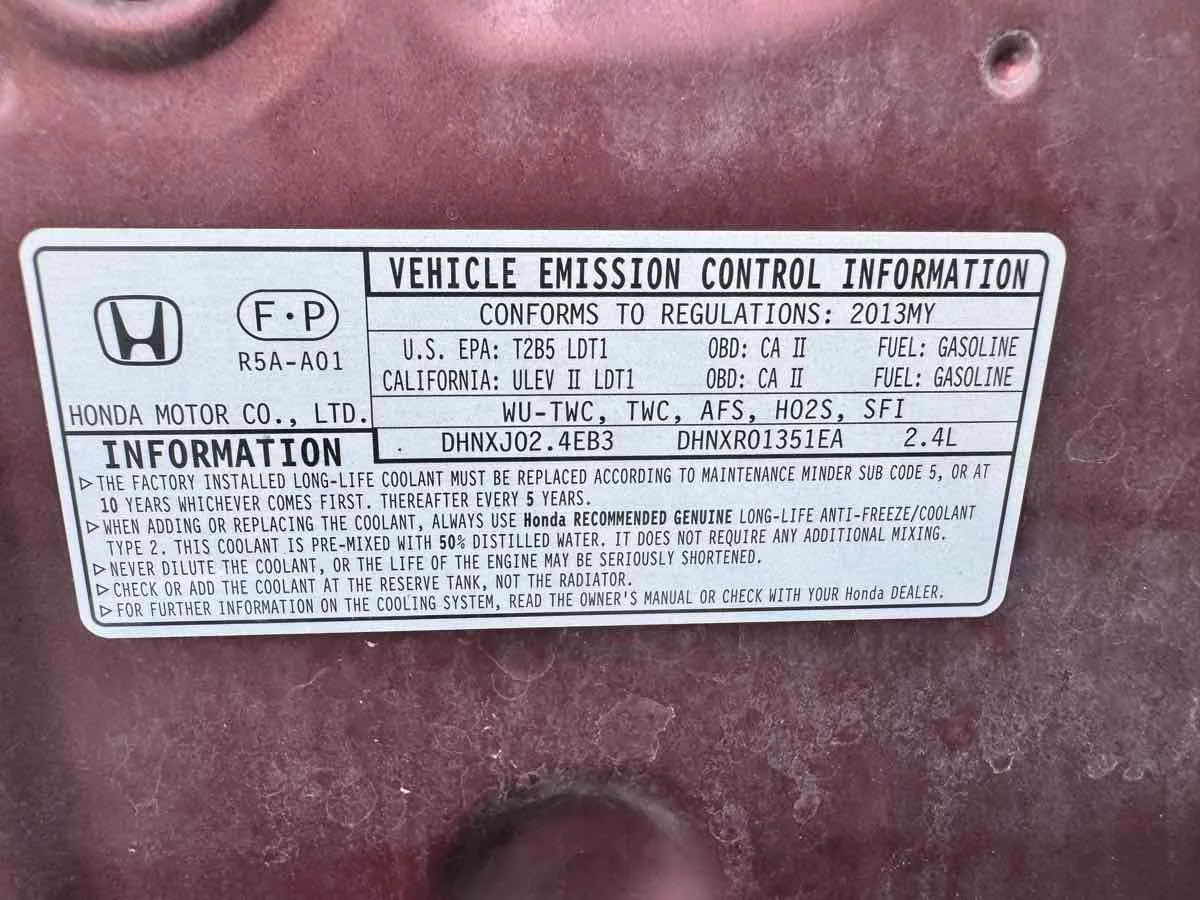 VEHICLE EMISSION CONTROL INFORMATION
F·P
CONFORMS TO REGULATIONS: 2013MY
R5A-A01
U.S. EPA: T2B5 LDT1 OBD: CA II FUEL: GASOLINE
CALIFORNIA: ULEV II LDT1 OBD: CA II FUEL: GASOLINE
HONDA MOTOR CO., LTD.
WU-TWC, TWC, AFS, HO2S, SFI
INFORMATION
DHNXJ02.4EB3 DHNXR01351EA 2.4L
▷THE FACTORY INSTALLED LONG-LIFE COOLANT MUST BE REPLACED ACCORDING TO MAINTENANCE MINDER SUB CODE 5, OR AT
10 YEARS WHICHEVER COMES FIRST. THEREAFTER EVERY 5 YEARS.
▷WHEN ADDING OR REPLACING THE COOLANT, ALWAYS USE Honda RECOMMENDED GENUINE LONG-LIFE ANTI-FREEZE/COOLANT
TYPE 2. THIS COOLANT IS PRE-MIXED WITH 50% DISTILLED WATER. IT DOES NOT REQUIRE ANY ADDITIONAL MIXING.
▷NEVER DILUTE THE COOLANT, OR THE LIFE OF THE ENGINE MAY BE SERIOUSLY SHORTENED.
▷CHECK OR ADD THE COOLANT AT THE RESERVE TANK, NOT THE RADIATOR.
▷FOR FURTHER INFORMATION ON THE COOLING SYSTEM, READ THE OWNER'S MANUAL OR CHECK WITH YOUR Honda DEALER.